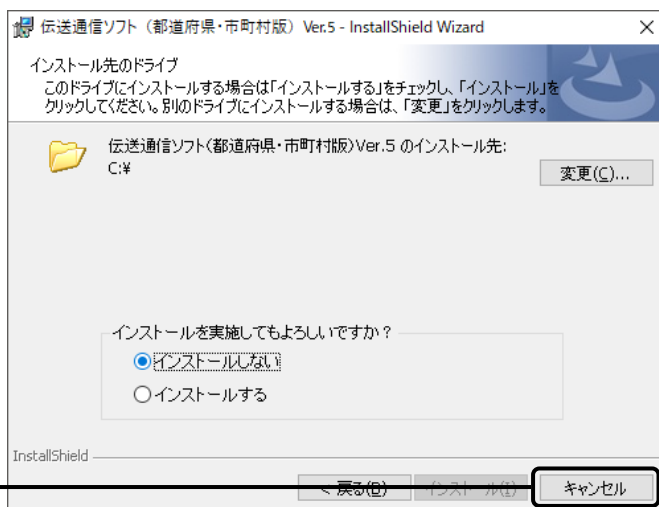 伝送通信ソフト（都道府県・市町村版）Ver.5 - InstallShield Wizard
インストール先のドライブ
このドライブにインストールする場合は「インストールする」をチェックし、「インストール」を
クリックしてください。別のドライブにインストールする場合は、「変更」をクリックします。
伝送通信ソフト(都道府県・市町村版)Ver.5 のインストール先:
C:¥
変更(C)...
インストールを実施してもよろしいですか？
インストールしない
インストールする
InstallShield
< 戻る(B) インストール(I) キャンセル